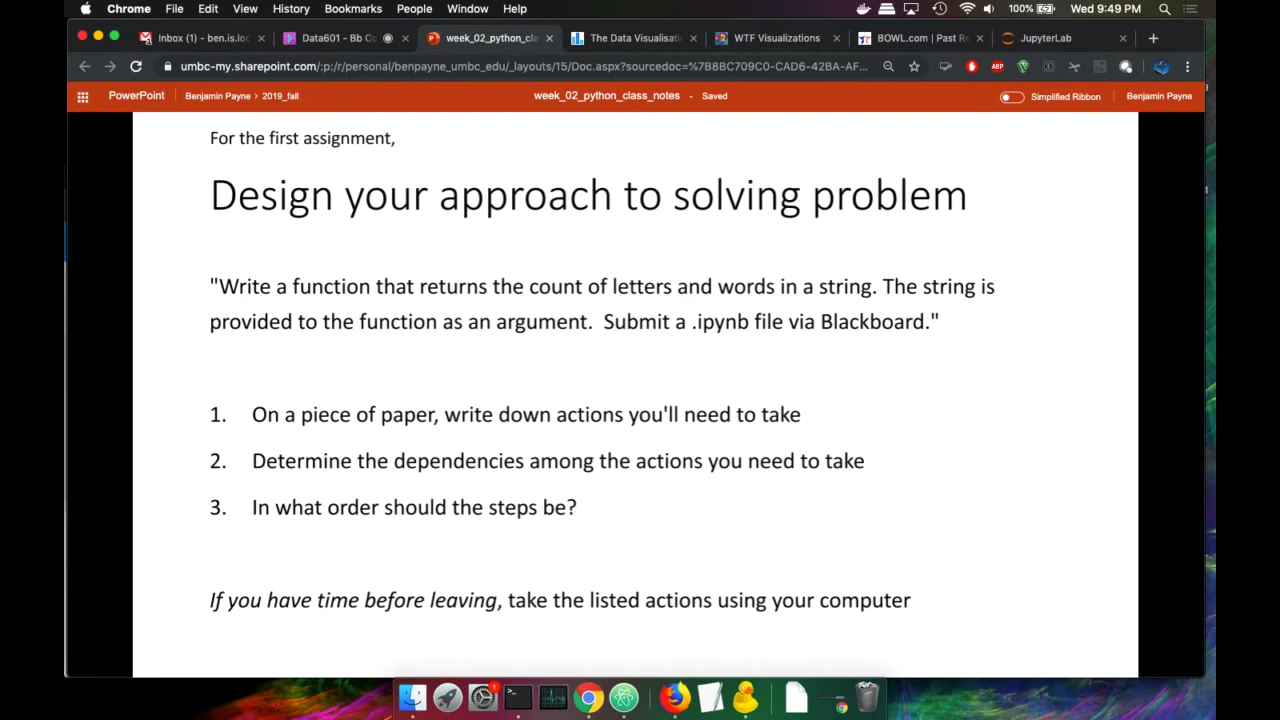 Chrome File Edit View History Bookmarks People Window Help 100% Wed 9:49 PM
Inbox (1) - ben.is.loc Data601 - Bb Co week_02_python_cla The Data Visualisati WTF Visualizations BOWL.com | Past Re JupyterLab
umbc-my.sharepoint.com/:p:/r/personal/benpayne_umbc_edu/_layouts/15/Doc.aspx?sourcedoc=%7B8BC709C0-CAD6-42BA-AF...
ABP
PowerPoint Benjamin Payne > 2019_fall week_02_python_class_notes - Saved Simplified Ribbon Benjamin Payne
For the first assignment,
Design your approach to solving problem
"Write a function that returns the count of letters and words in a string. The string is
provided to the function as an argument. Submit a .ipynb file via Blackboard."
1. On a piece of paper, write down actions you'll need to take
2. Determine the dependencies among the actions you need to take
3. In what order should the steps be?
If you have time before leaving, take the listed actions using your computer
1